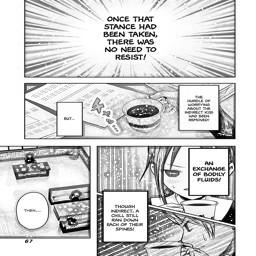 ONCE THAT
STANCE HAD
BEEN TAKEN,
THERE WAS
NO NEED TO
RESIST!
THE
HURDLE OF
WORRYING
ABOUT THE
INDIRECT KISS
HAD BEEN
REMOVED!
BUT...
AN
EXCHANGE
OF BODILY
FLUIDS!
THOUGH
INDIRECT, A
CHILL STILL
RAN DOWN
EACH OF THEIR
SPINES!
THEN...
67